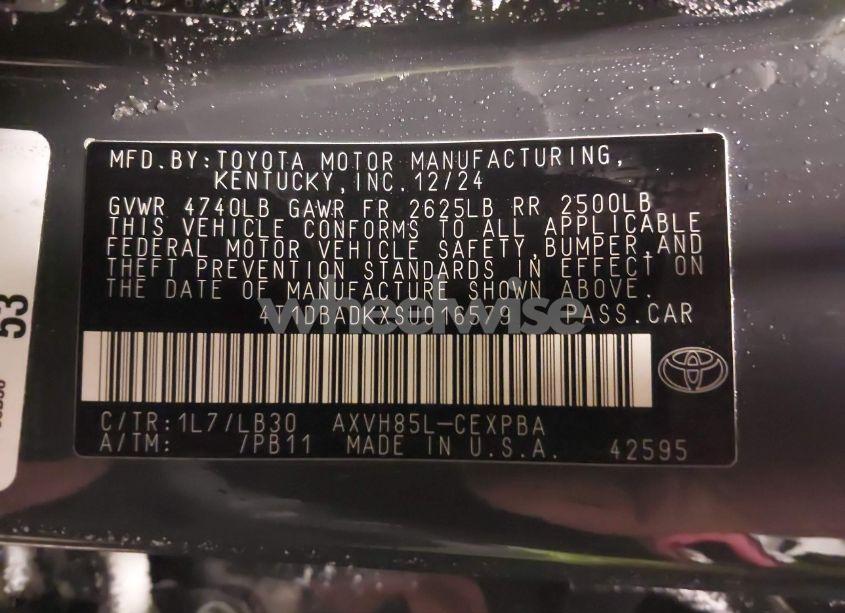 MFD.BY:TOYOTA MOTOR MANUFACTURING,
KENTUCKY,INC.12/24
GVWR 4740LB GAWR FR 2625LB RR 2500LB
THIS VEHICLE CONFORMS TO ALL APPLICABLE
FEDERAL MOTOR VEHICLE SAFETY,BUMPER,AND
THEFT PREVENTION STANDARDS IN EFFECT ON
THE DATE OF MANUFACTURE SHOWN ABOVE.
PASS.CAR
wheelwise
C/TR:1L7/LB30 AXVH85L-CEXPBA
A/TM: /PB11 MADE IN U.S.A. 42595
53